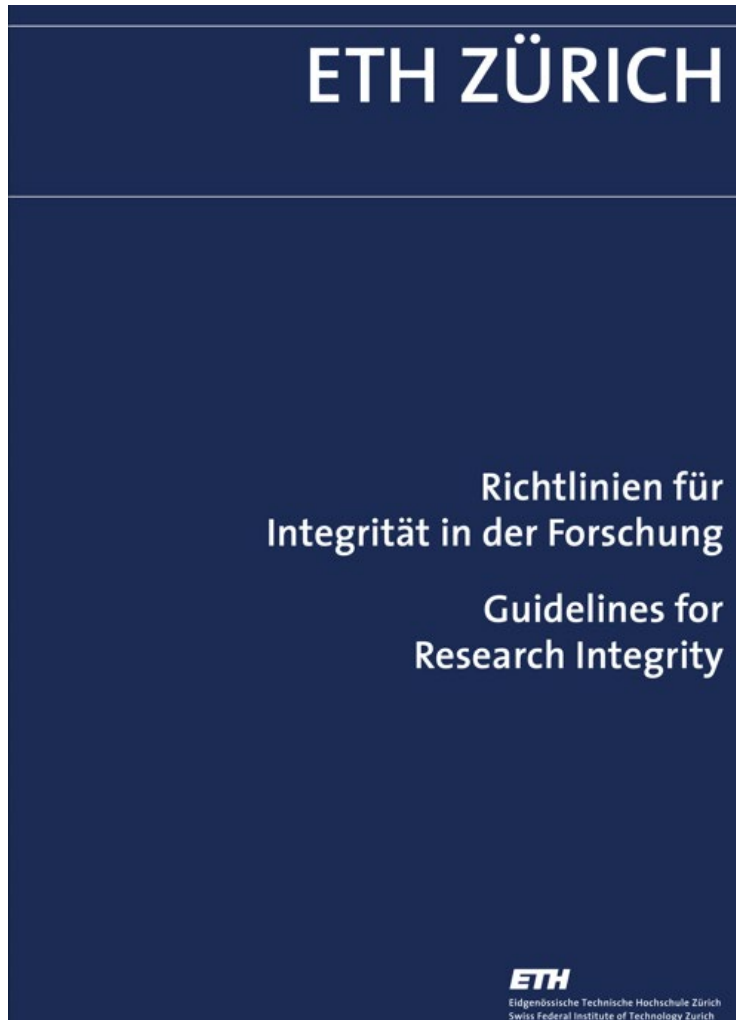 ETH ZÜRICH
Richtlinien für
Integrität in der Forschung
Guidelines for
Research Integrity
ETH
Eidgenössische Technische Hochschule Zürich
Swiss Federal Institute of Technology Zurich